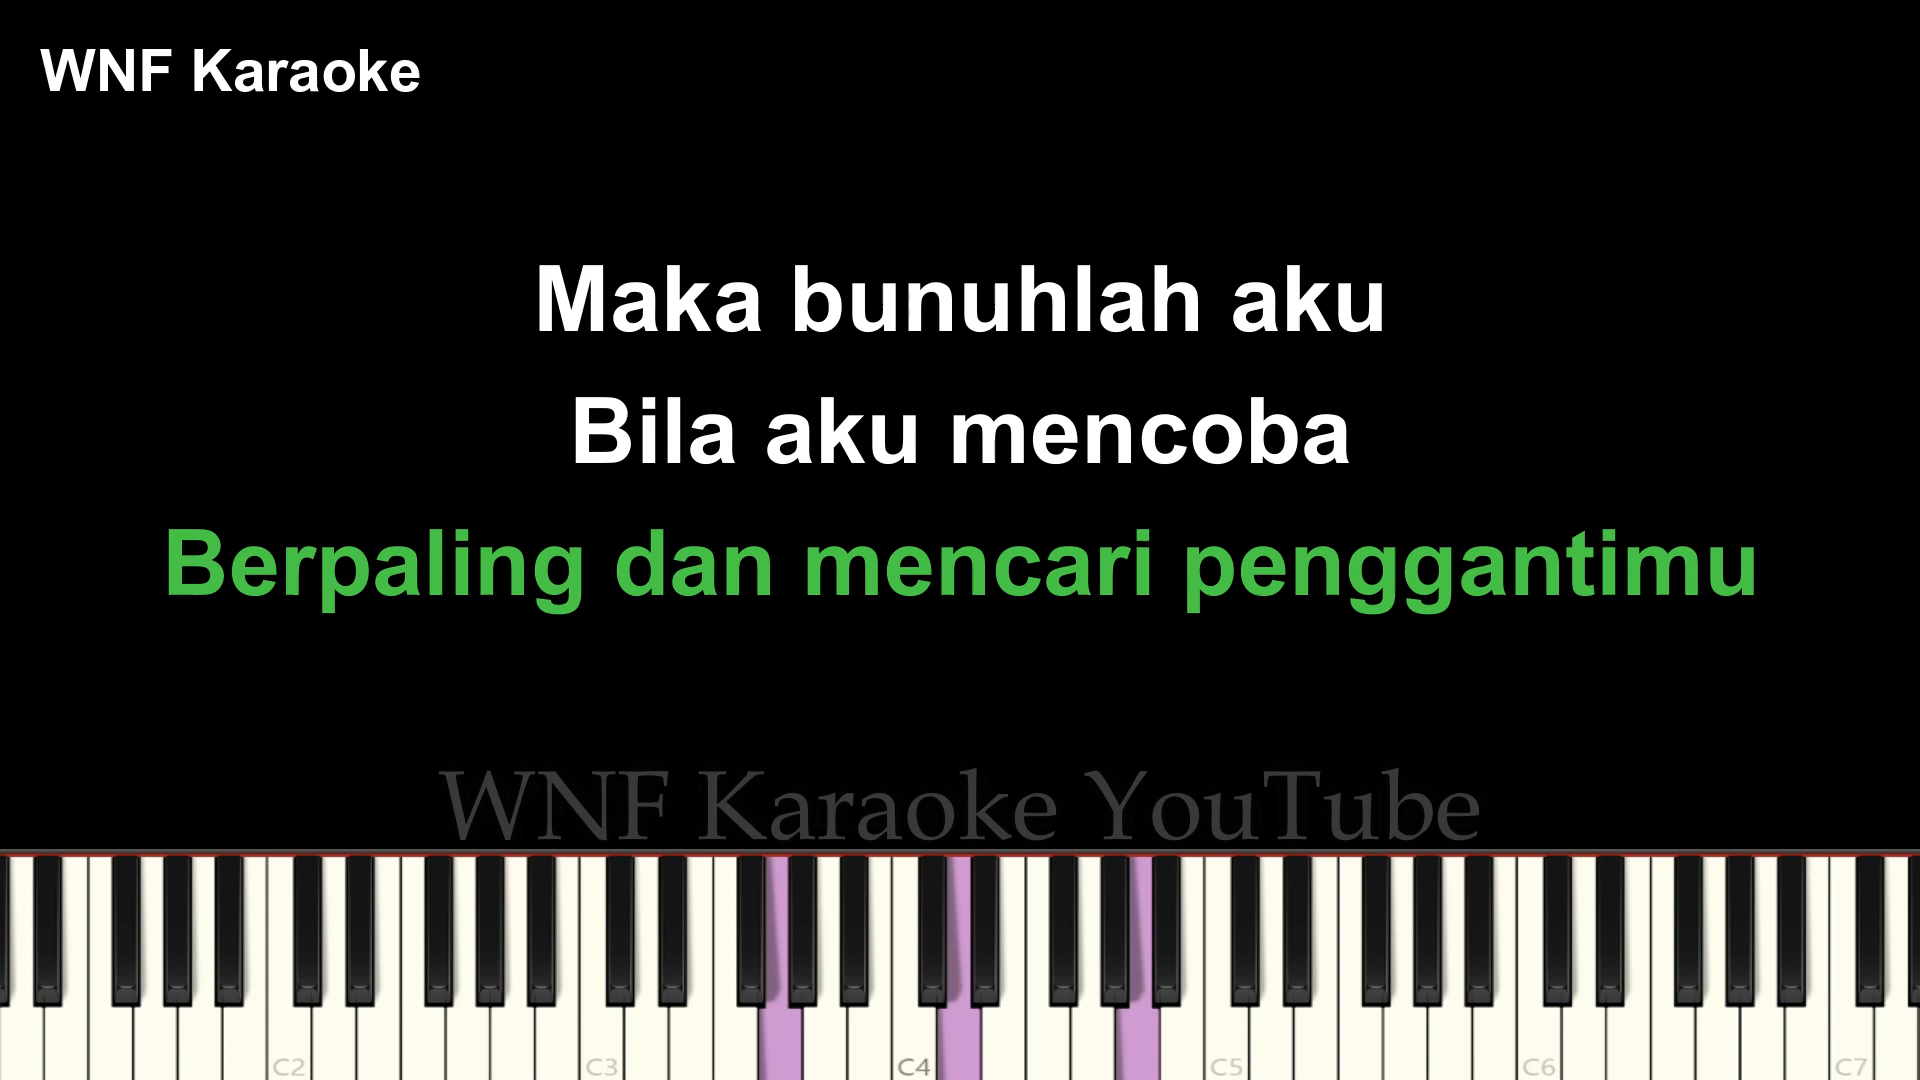 WNF Karaoke
Maka bunuhlah aku
Bila aku mencoba
Berpaling dan mencari penggantimu
WNF Karaoke YouTube
C2 C3 C4 C5 C6 C7